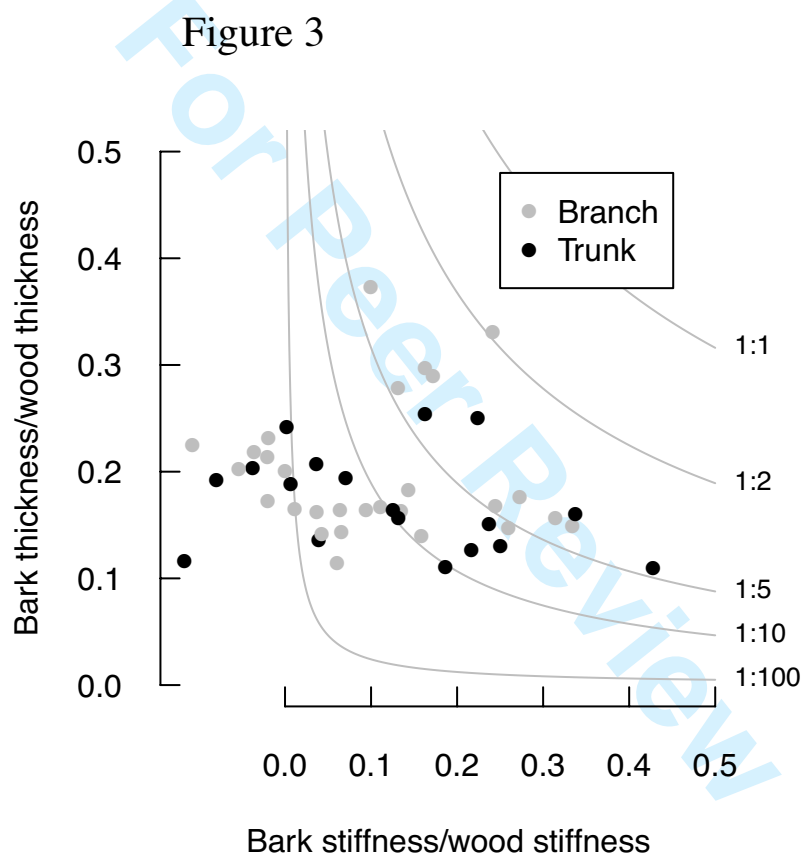 Figure 3
For Peer Review
Bark thickness/wood thickness
0.5
0.4
0.3
0.2
0.1
0.0
Branch
Trunk
1:1
1:2
1:5
1:10
1:100
0.0 0.1 0.2 0.3 0.4 0.5
Bark stiffness/wood stiffness